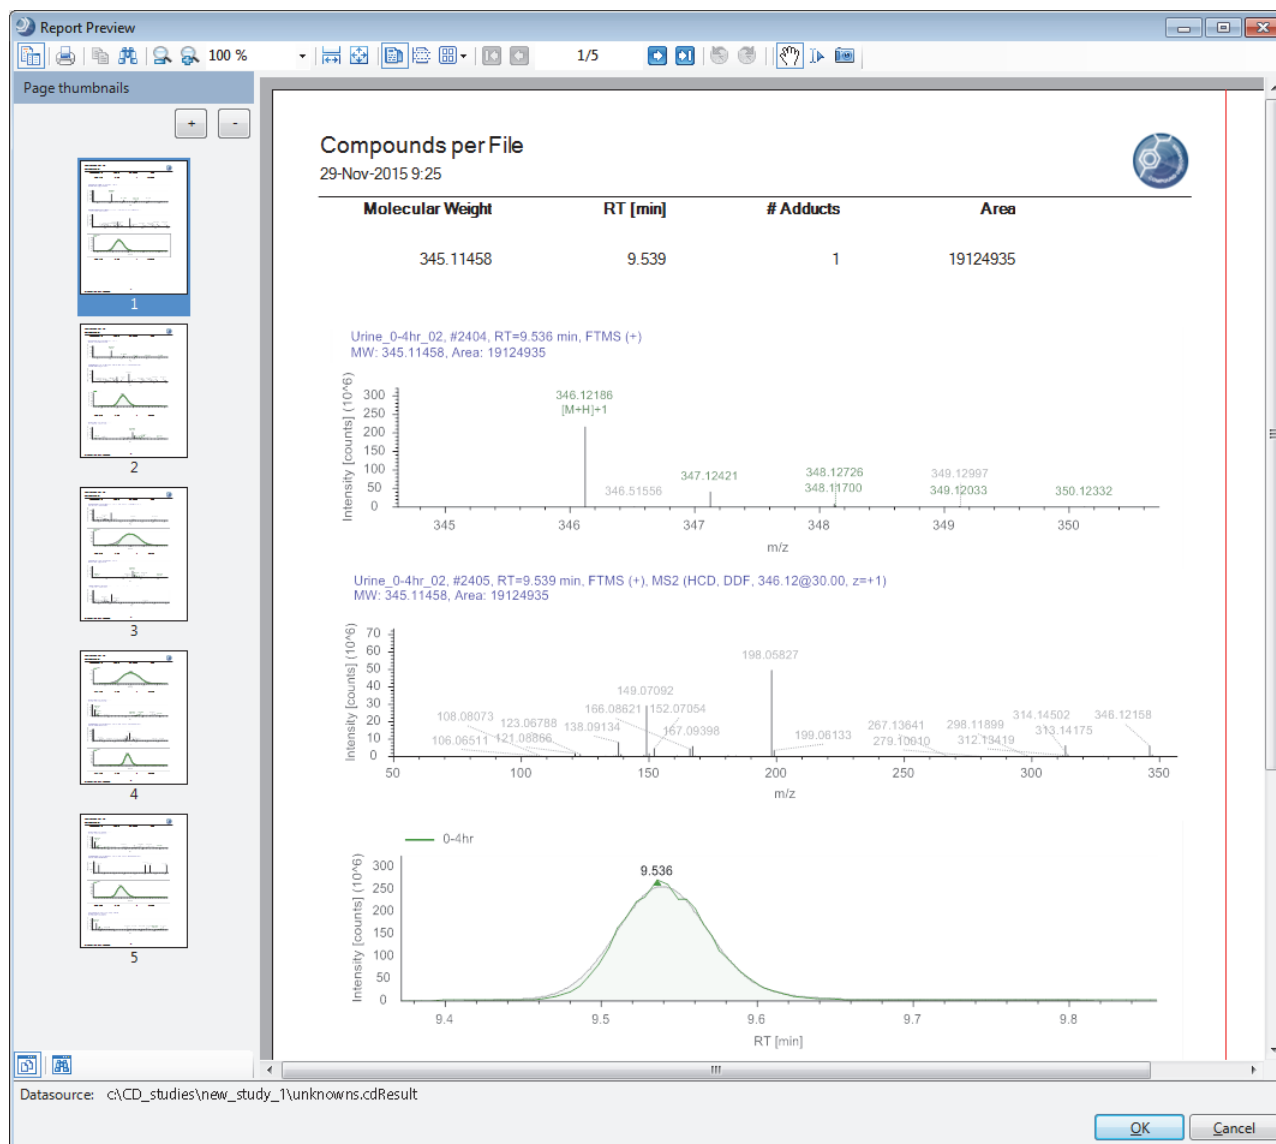 Report Preview
100 %
1/5
Page thumbnails
+ -
1
2
3
4
5
Compounds per File
29-Nov-2015 9:25
Molecular Weight RT [min] # Adducts Area
345.11458 9.539 1 19124935
Urine_0-4hr_02, #2404, RT=9.536 min, FTMS (+)
MW: 345.11458, Area: 19124935
Intensity [counts] (10^6)
300
250
200
150
100
50
0
346.12186
[M+H]+1
346.51556
347.12421
348.12726
348.11700
349.12997
349.12033
350.12332
345 346 347 348 349 350
m/z
Urine_0-4hr_02, #2405, RT=9.539 min, FTMS (+), MS2 (HCD, DDF, 346.12@30.00, z=+1)
MW: 345.11458, Area: 19124935
Intensity [counts] (10^6)
70
60
50
40
30
20
10
0
198.05827
149.07092
166.08621 152.07054
108.08073
123.06788
138.09134
167.09398
106.06511
121.08866
199.06133
267.13641
279.10010
298.11899
312.13419
314.14502
313.14175
346.12158
50 100 150 200 250 300 350
m/z
0-4hr
Intensity [counts] (10^6)
300
250
200
150
100
50
0
9.536
9.4 9.5 9.6 9.7 9.8
RT [min]
Datasource: c:\CD_studies\new_study_1\unknowns.cdResult
OK Cancel